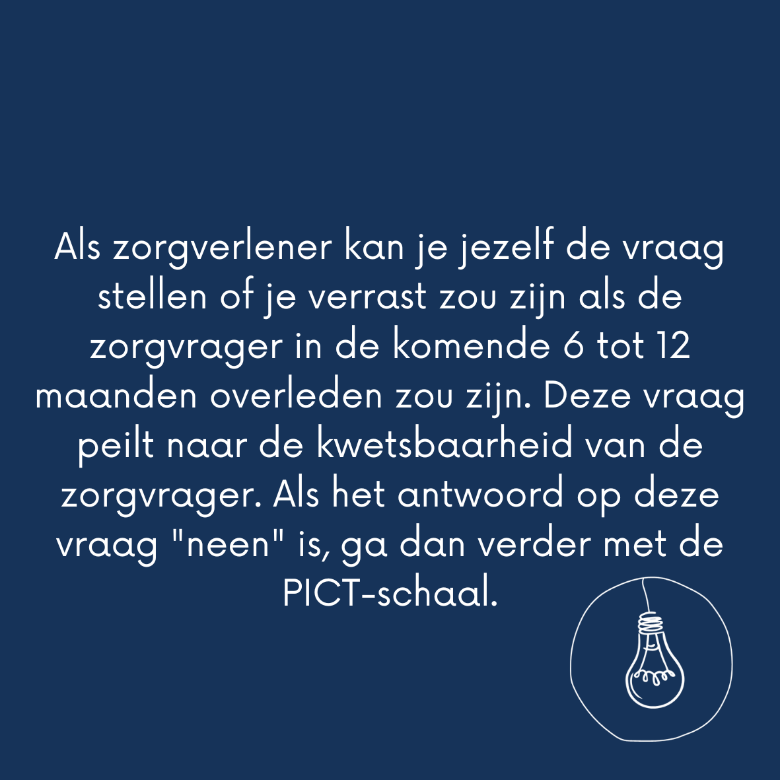 Als zorgverlener kan je jezelf de vraag
stellen of je verrast zou zijn als de
zorgvrager in de komende 6 tot 12
maanden overleden zou zijn. Deze vraag
peilt naar de kwetsbaarheid van de
zorgvrager. Als het antwoord op deze
vraag "neen" is, ga dan verder met de
PICT-schaal.